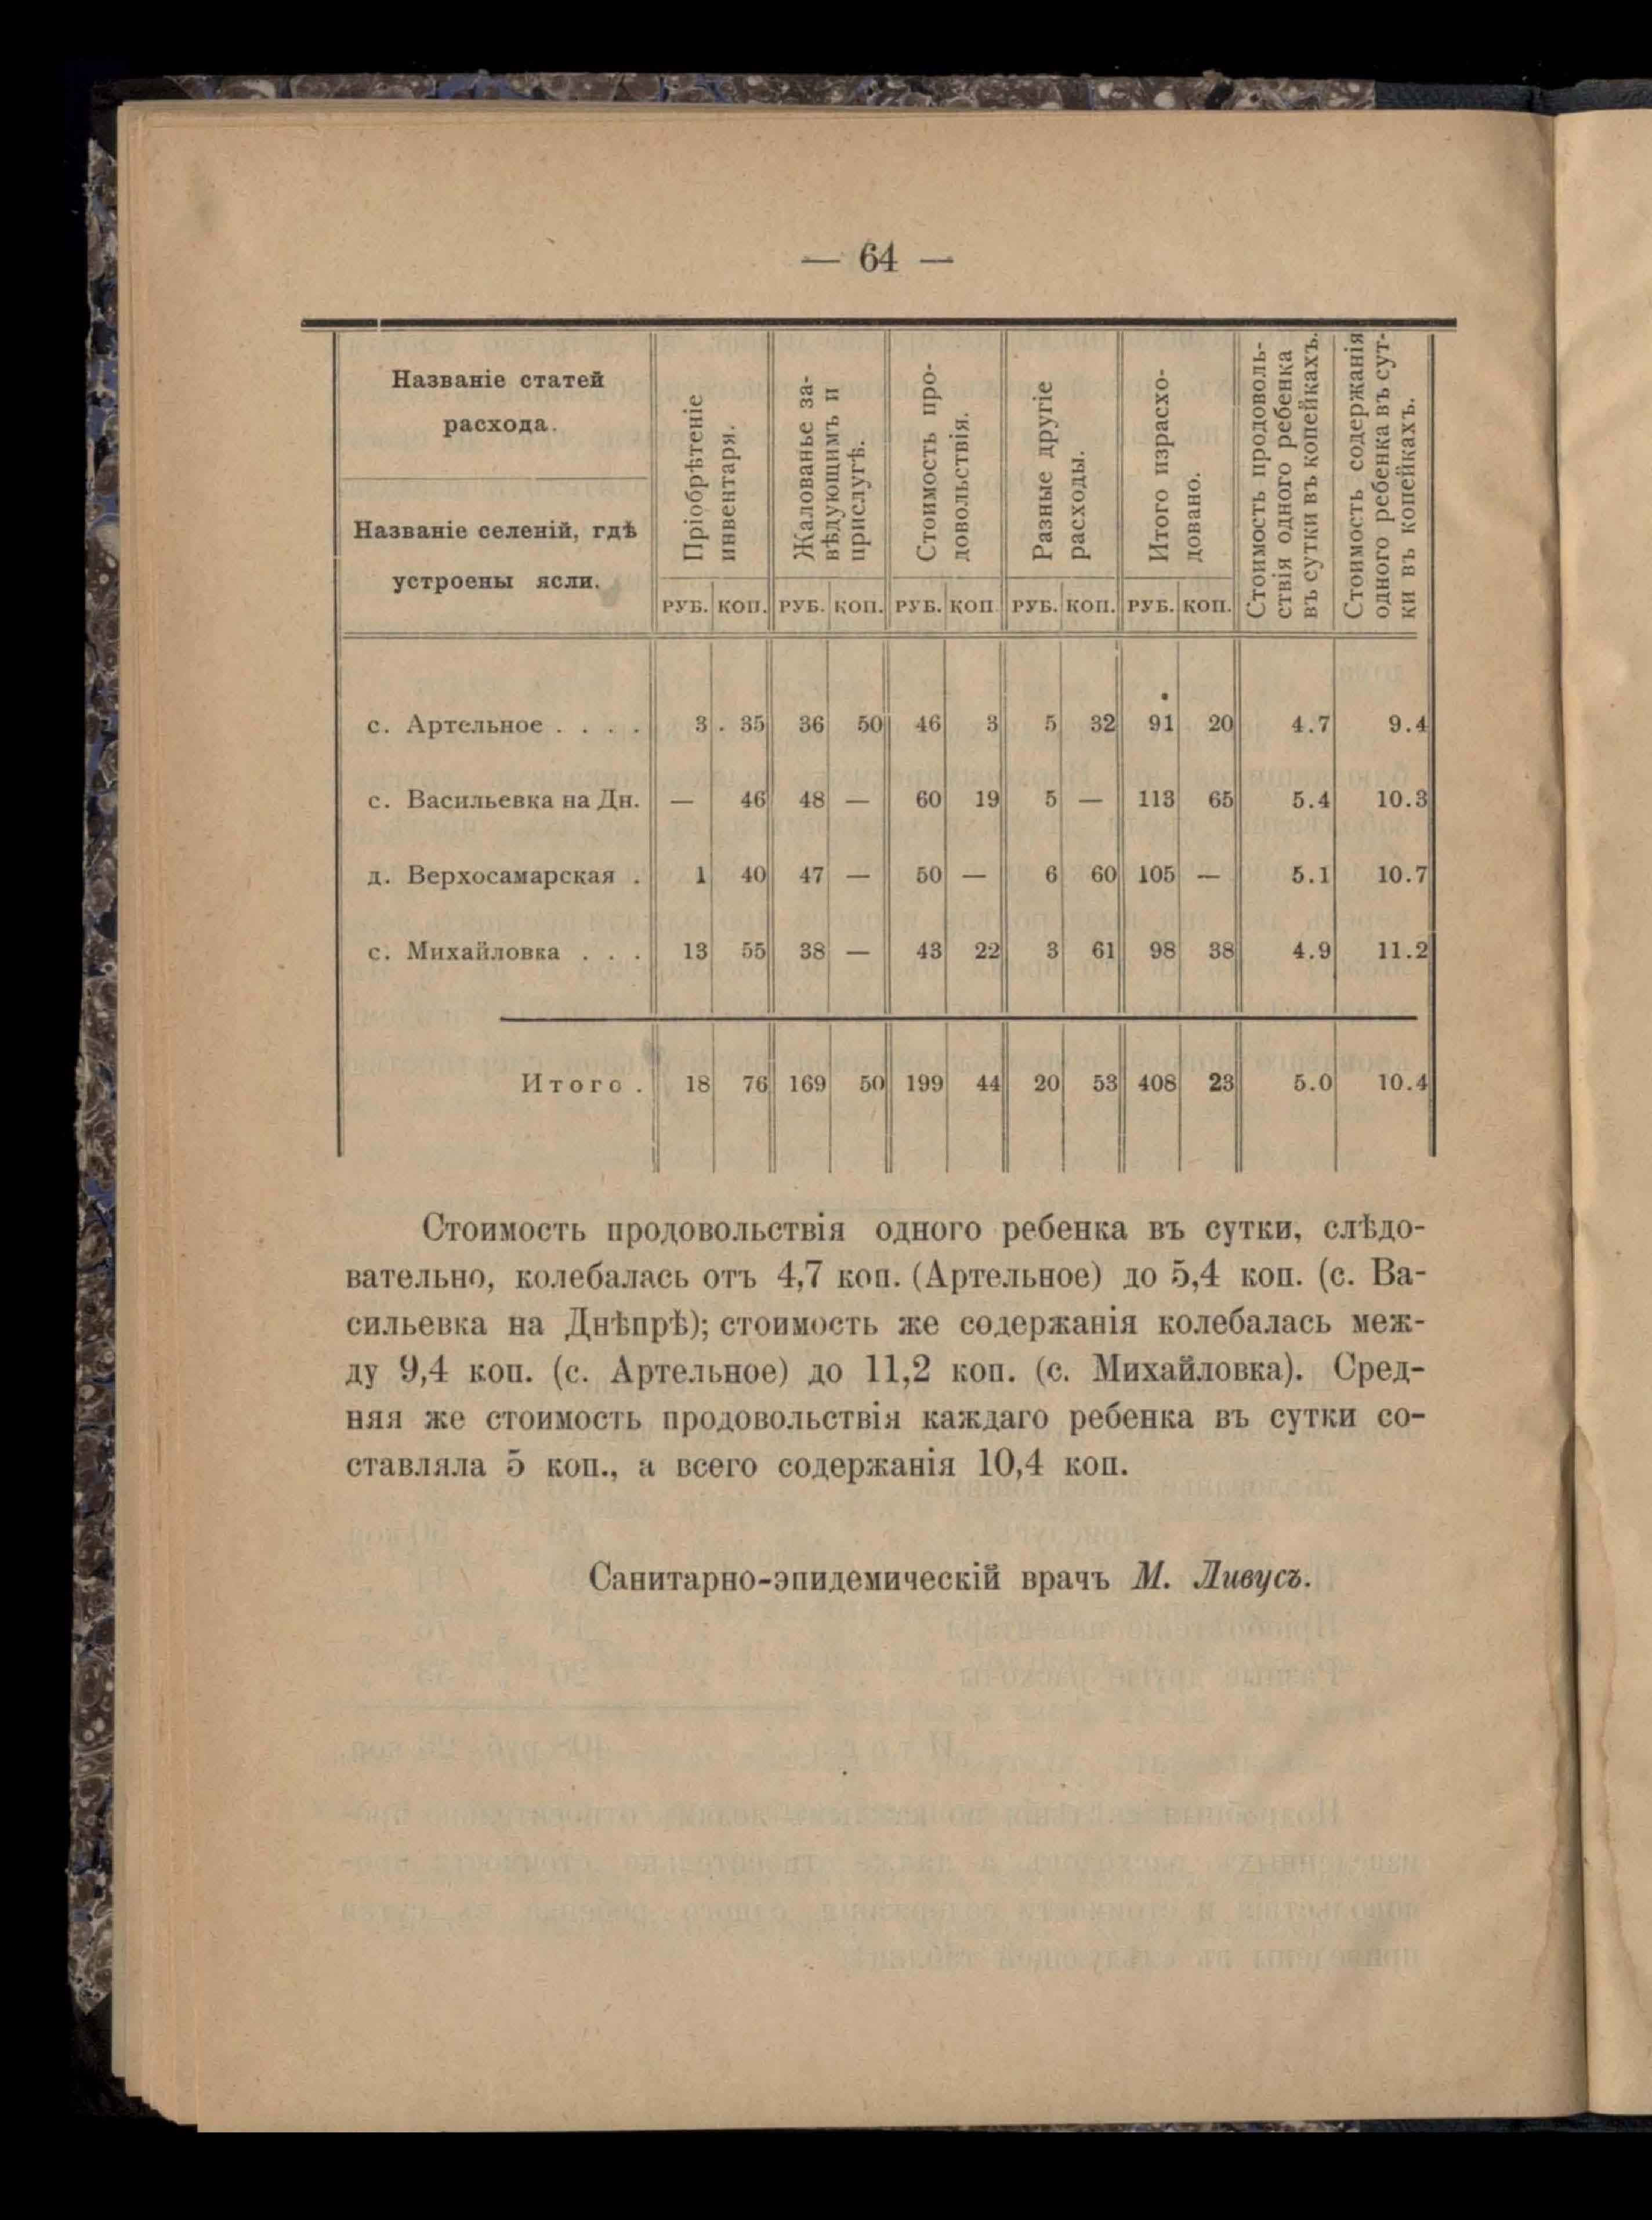 — 64 —
Названіе статей
расхода.
Названіе селеній, гдѣ
устроены ясли.
Пріобрѣтеніе
инвентаря.
Жалованье за-
вѣдующимъ и
прислугѣ.
Стоимость про-
довольствія.
Разные другіе
расходы.
Итого израсхо-
довано.
Стоимость продоволь-
ствія одного ребенка
въ сутки въ копейкахъ.
Стоимость содержанія
одного ребенка въ сут-
ки въ копейкахъ.
РУБ. КОП. РУБ. КОП. РУБ. КОП. РУБ. КОП. РУБ. КОП.
с. Артельное . . . . 3 35 36 50 46 3 5 32 91 20 4.7 9.4
с. Васильевка на Дн. — 46 48 — 60 19 5 — 113 65 5.4 10.3
д. Верхосамарская . 1 40 47 — 50 — 6 60 105 — 5.1 10.7
с. Михайловка . . . 13 55 38 — 43 22 3 61 98 38 4.9 11.2
Итого . 18 76 169 50 199 44 20 53 408 23 5.0 10.4
Стоимость продовольствія одного ребенка въ сутки, слѣдо-
вательно, колебалась отъ 4,7 коп. (Артельное) до 5,4 коп. (с. Ва-
сильевка на Днѣпрѣ); стоимость же содержанія колебалась меж-
ду 9,4 коп. (с. Артельное) до 11,2 коп. (с. Михайловка). Сред-
няя же стоимость продовольствія каждаго ребенка въ сутки со-
ставляла 5 коп., а всего содержанія 10,4 коп.
Санитарно-эпидемическій врачъ М. Ливусъ.